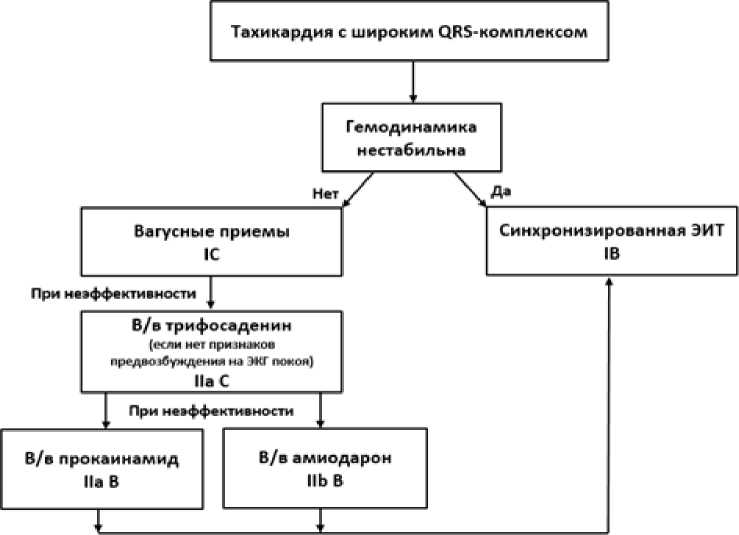 Тахикардия с широким QRS-комплексом
Гемодинамика
нестабильна
Нет
Да
Вагусные приемы
IC
Синхронизированная ЭИТ
IB
При неэффективности
В/в трифосаденин
(если нет признаков
предвозбуждения на ЭКГ покоя)
IIa C
При неэффективности
В/в прокаинамид
IIa B
В/в амиодарон
IIb B